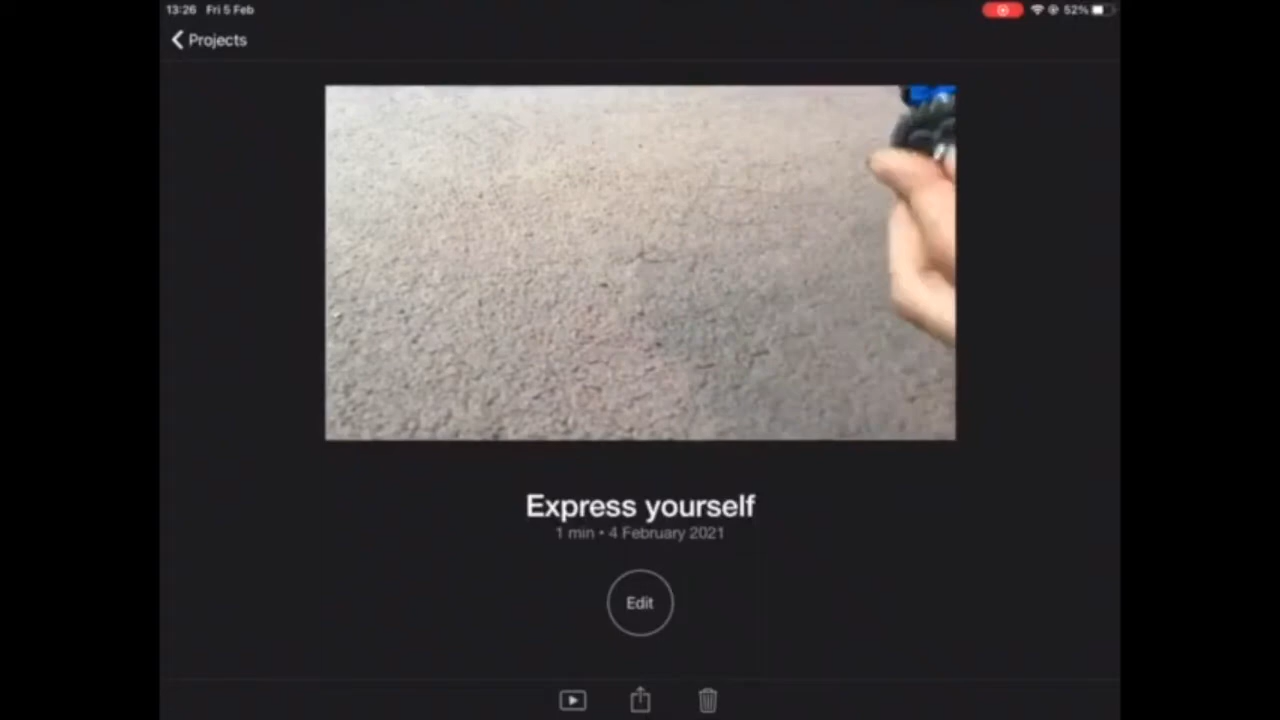 13:26 Fri 5 Feb 52%
Projects
Express yourself
1 min • 4 February 2021
Edit